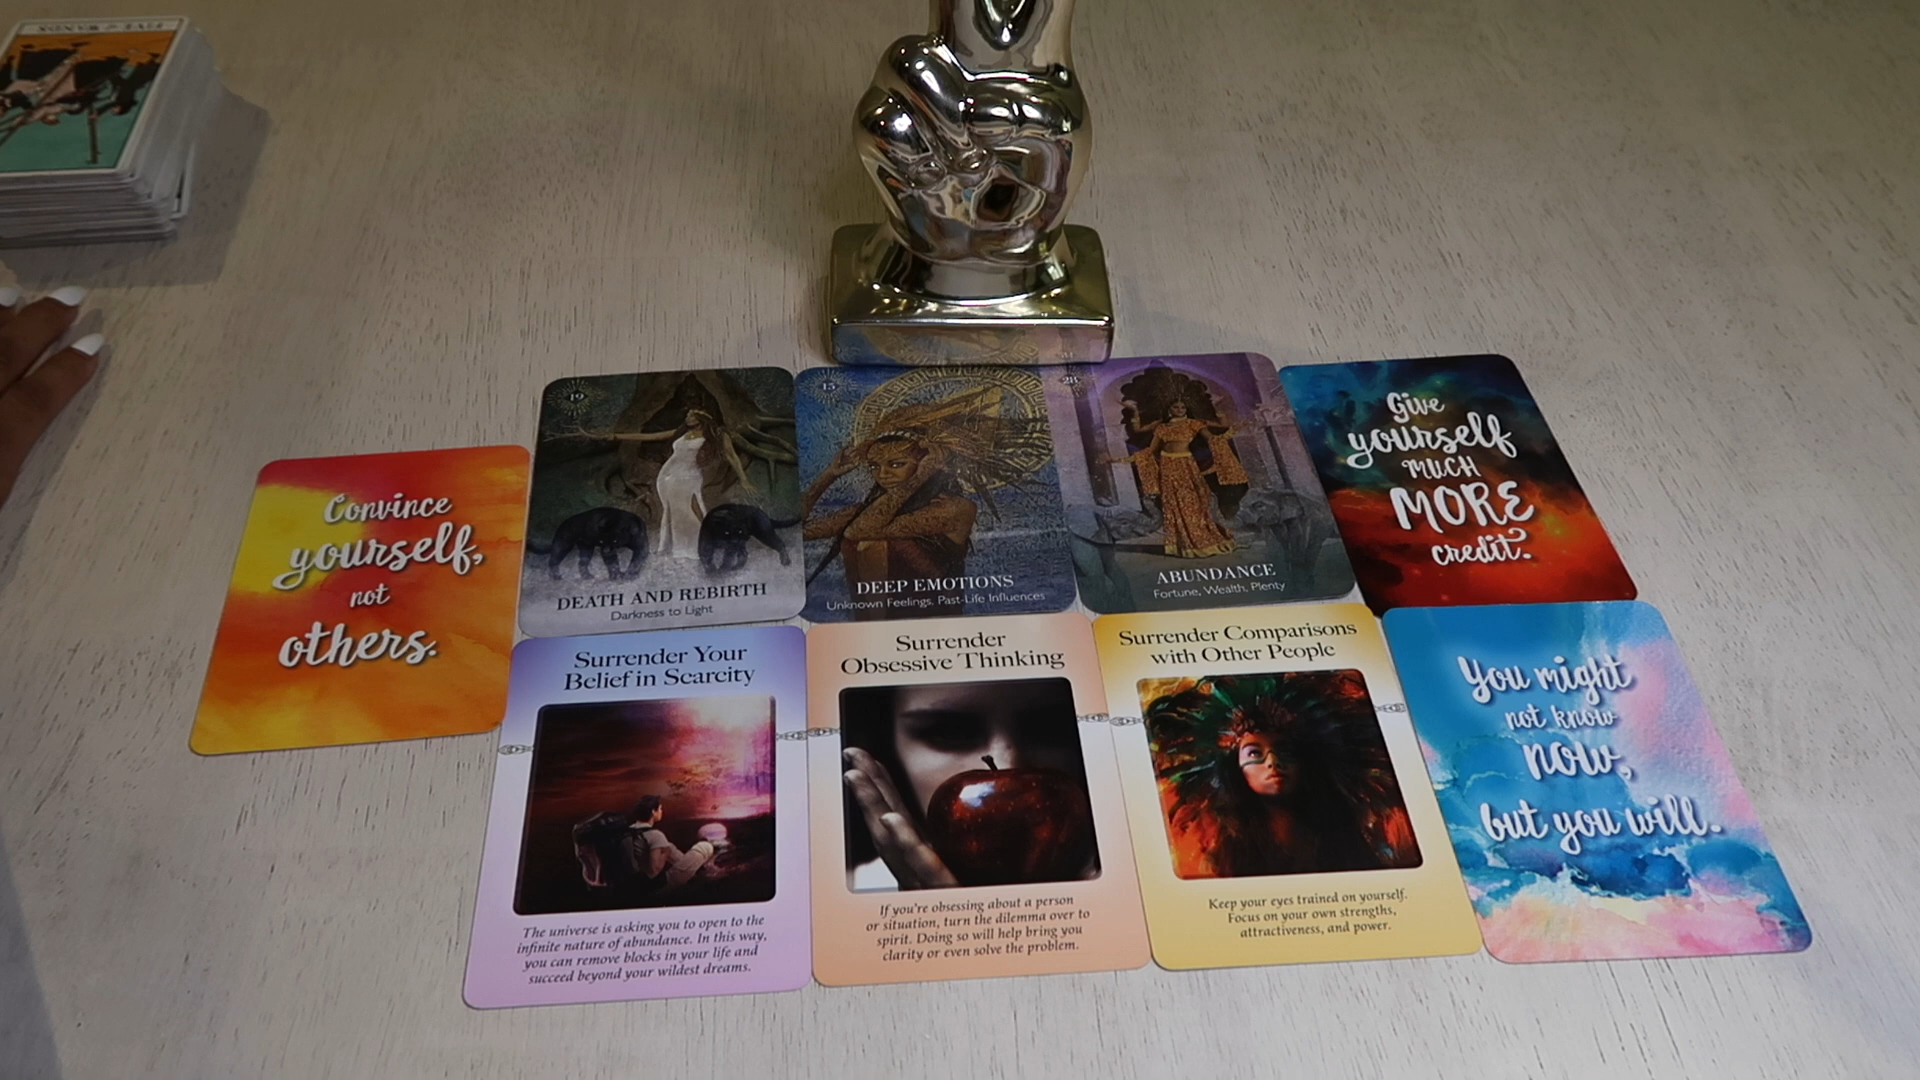 FIVE OF WANDS
Convince
yourself,
not
others.
19
DEATH AND REBIRTH
Darkness to Light
15
DEEP EMOTIONS
Unknown Feelings, Past-Life Influences
28
ABUNDANCE
Fortune, Wealth, Plenty
Give
yourself
MUCH
MORE
credit.
Surrender Your
Belief in Scarcity
The universe is asking you to open to the
infinite nature of abundance. In this way,
you can remove blocks in your life and
succeed beyond your wildest dreams.
Surrender
Obsessive Thinking
If you're obsessing about a person
or situation, turn the dilemma over to
spirit. Doing so will help bring you
clarity or even solve the problem.
Surrender Comparisons
with Other People
Keep your eyes trained on yourself.
Focus on your own strengths,
attractiveness, and power.
You might
not know
now,
but you will.